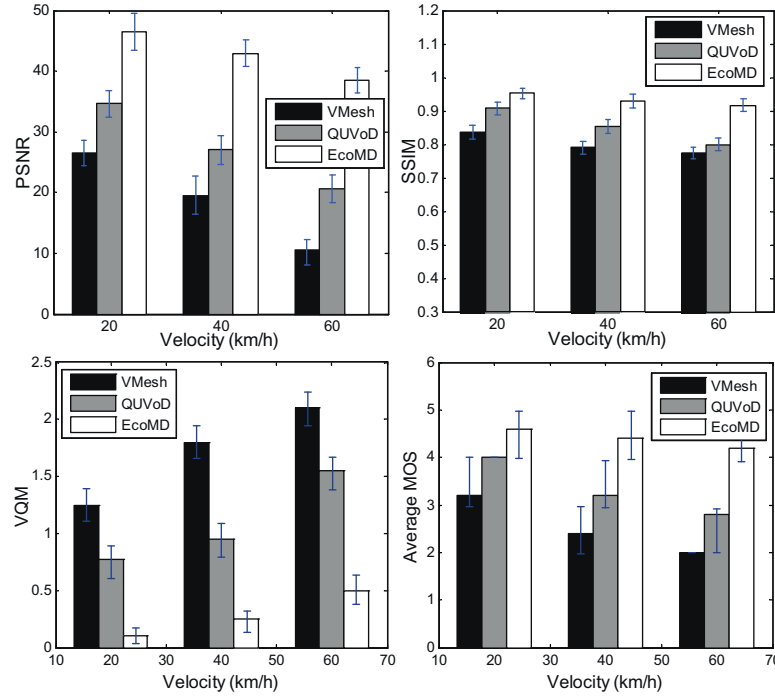 50
40
30
20
10
0
PSNR
VMesh
QUVoD
EcoMD
20
40
60
Velocity (km/h)
1.2
1.1
1
0.9
0.8
0.7
0.6
0.5
0.4
0.3
SSIM
VMesh
QUVoD
EcoMD
20
40
60
Velocity (km/h)
2.5
2
1.5
1
0.5
0
VQM
VMesh
QUVoD
EcoMD
10
20
30
40
50
60
70
Velocity (km/h)
6
5
4
3
2
1
0
Average MOS
VMesh
QUVoD
EcoMD
10
20
30
40
50
60
70
Velocity (km/h)